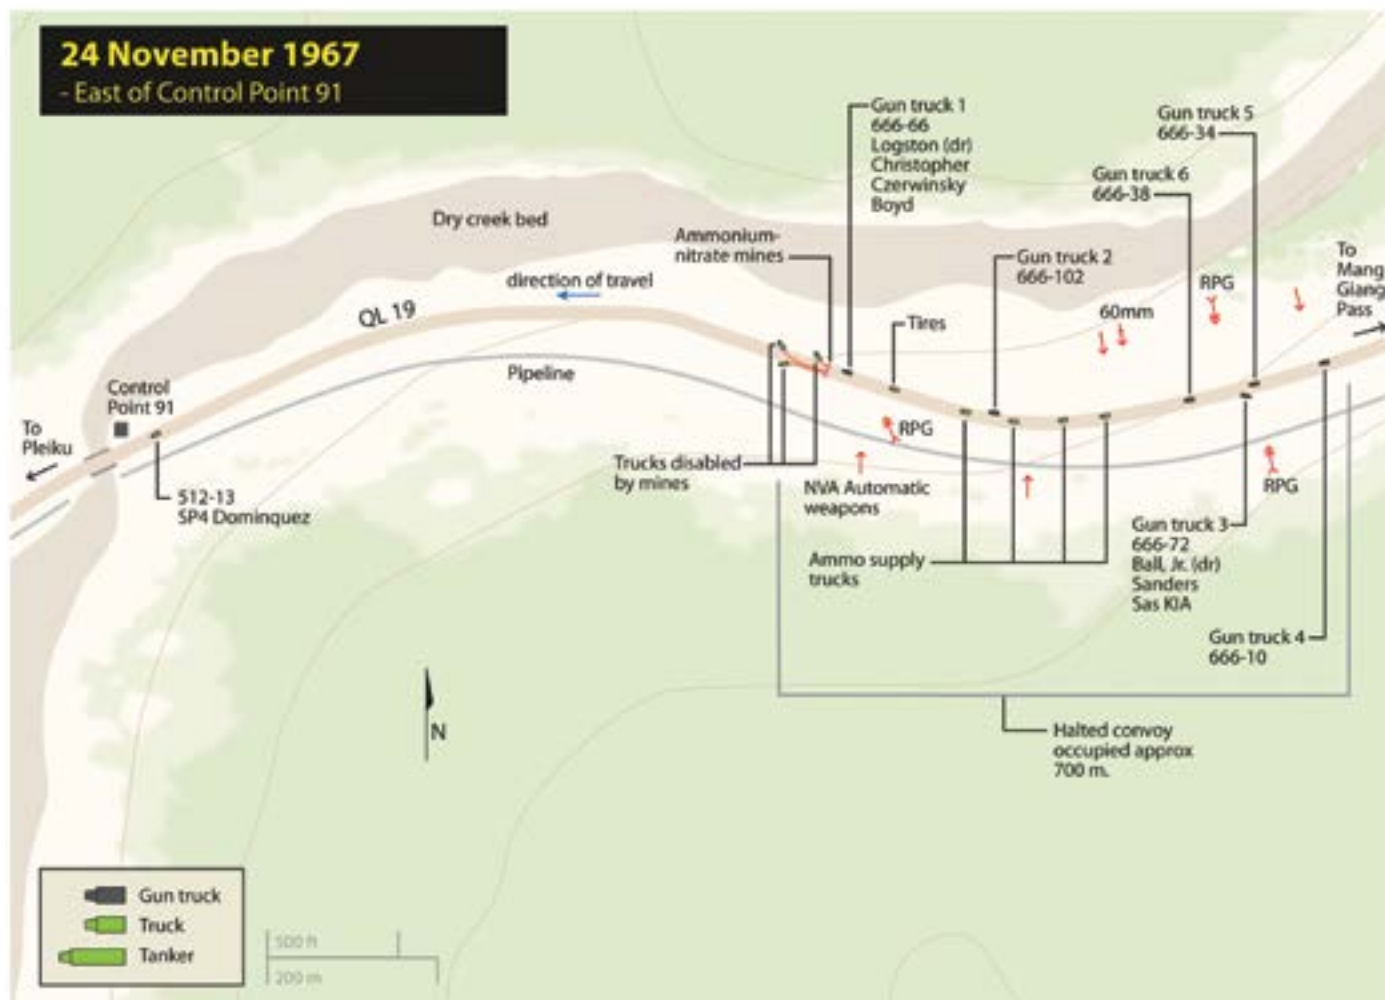 24 November 1967
- East of Control Point 91
Gun truck 1
666-66
Logston (dr)
Christopher
Czerwinsky
Boyd
Gun truck 5
666-34
Gun truck 6
666-38
Dry creek bed
Ammonium-
nitrate mines
Gun truck 2
666-102
To
Mang
Giang
Pass
direction of travel
RPG
QL 19
60mm
Tires
Pipeline
Control
Point 91
To
Pleiku
RPG
Trucks disabled
by mines
NVA Automatic
weapons
RPG
512-13
SP4 Dominquez
Gun truck 3
666-72
Ball, Jr. (dr)
Sanders
Sas KIA
Ammo supply
trucks
Gun truck 4
666-10
N
Halted convoy
occupied approx
700 m.
Gun truck
Truck
Tanker
500 ft
200 m